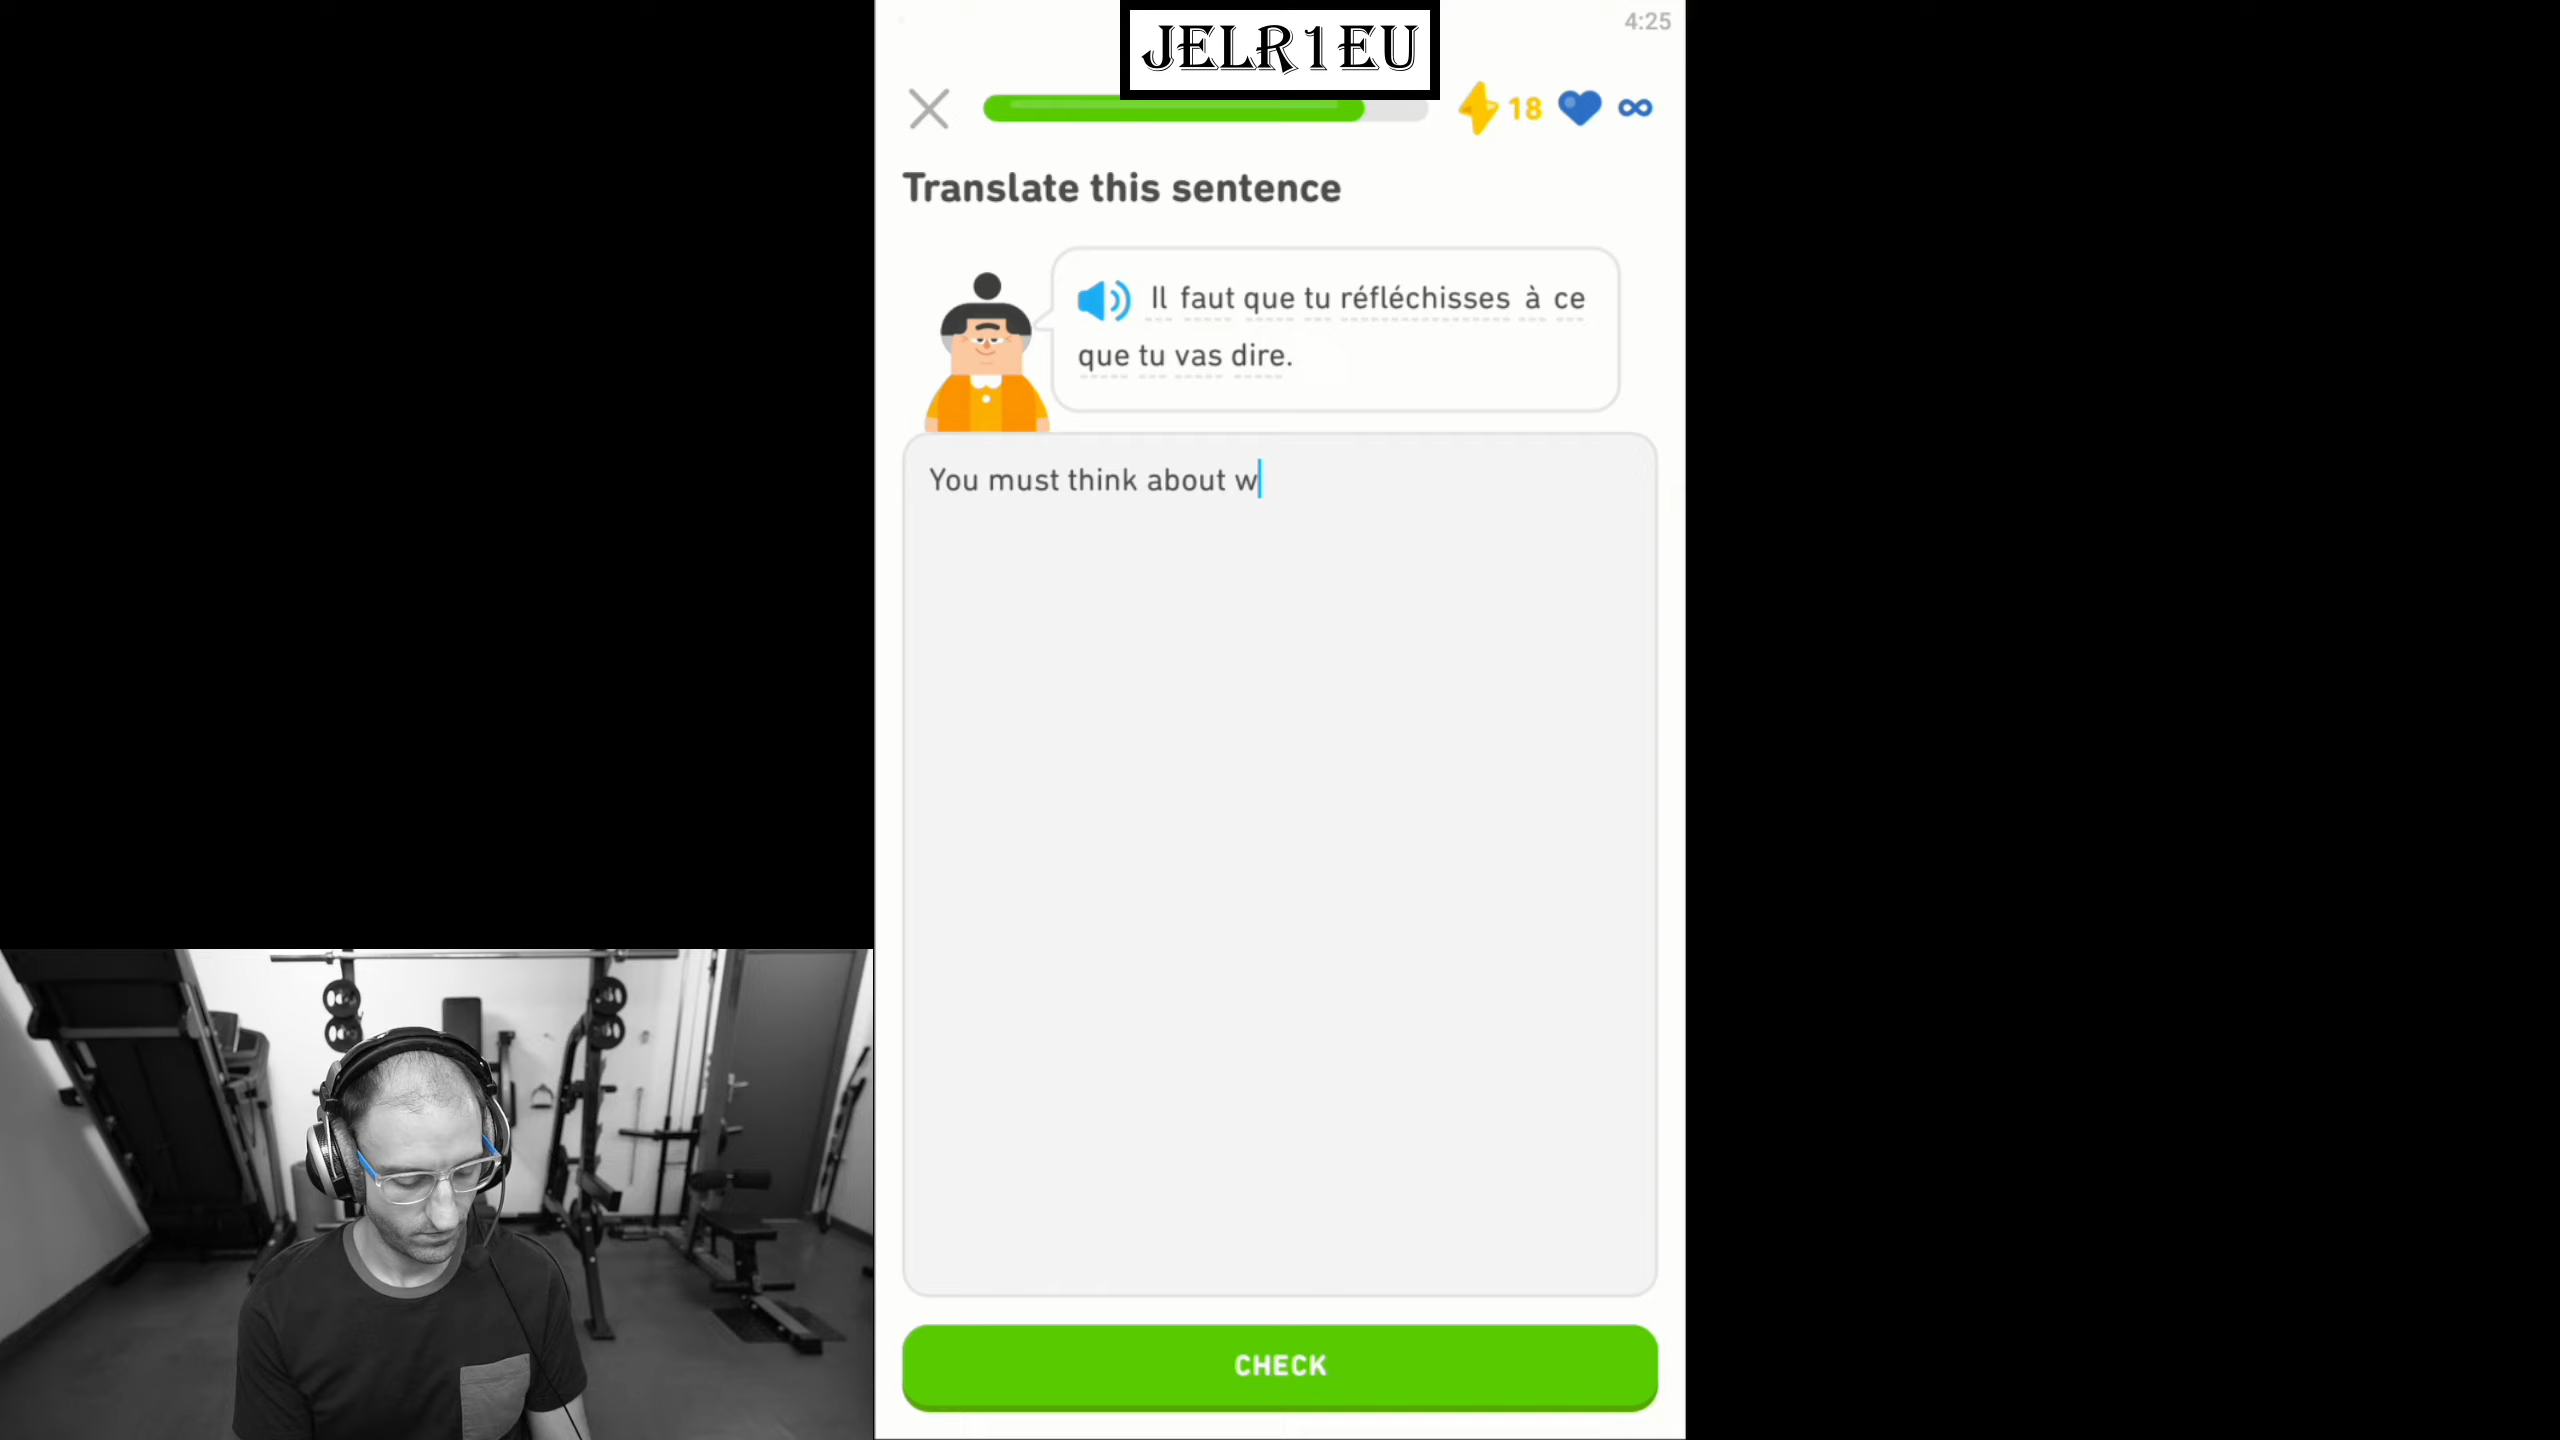 JELR1EU
4:25
18
Translate this sentence
Il faut que tu réfléchisses à ce
que tu vas dire.
You must think about w
CHECK